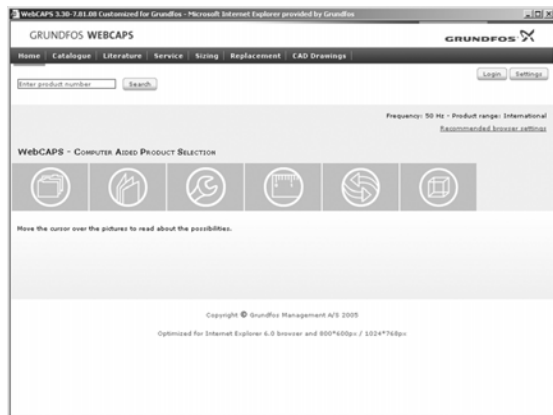 WebCAPS 3.30-7.81.08 Customized for Grundfos - Microsoft Internet Explorer provided by Grundfos
GRUNDFOS WEBCAPS
GRUNDFOS
Home Catalogue Literature Service Sizing Replacement CAD Drawings
Login Settings
Enter product number Search
Frequency: 50 Hz - Product range: International
Recommended browser settings
WebCAPS - Computer Aided Product Selection
Move the cursor over the pictures to read about the possibilities.
Copyright © Grundfos Management A/S 2005
Optimized for Internet Explorer 6.0 browser and 800*600px / 1024*768px